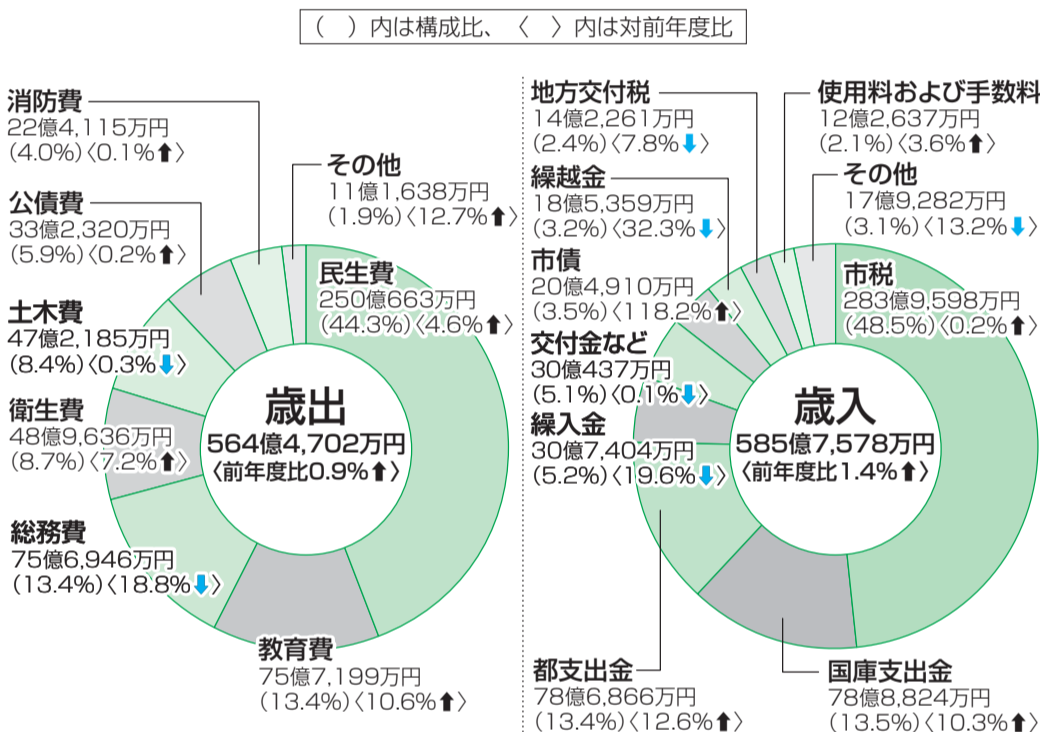 （　）内は構成比、〈　〉内は対前年度比
消防費
22億4,115万円
(4.0%)〈0.1%⬆〉
その他
11億1,638万円
(1.9%)〈12.7%⬆〉
公債費
33億2,320万円
(5.9%)〈0.2%⬆〉
民生費
250億663万円
(44.3%)〈4.6%⬆〉
土木費
47億2,185万円
(8.4%)〈0.3%⬇〉
衛生費
48億9,636万円
(8.7%)〈7.2%⬆〉
歳出
564億4,702万円
〈前年度比0.9%⬆〉
総務費
75億6,946万円
(13.4%)〈18.8%⬇〉
教育費
75億7,199万円
(13.4%)〈10.6%⬆〉
地方交付税
14億2,261万円
(2.4%)〈7.8%⬇〉
使用料および手数料
12億2,637万円
(2.1%)〈3.6%⬆〉
繰越金
18億5,359万円
(3.2%)〈32.3%⬇〉
その他
17億9,282万円
(3.1%)〈13.2%⬇〉
市債
20億4,910万円
(3.5%)〈118.2%⬆〉
市税
283億9,598万円
(48.5%)〈0.2%⬆〉
交付金など
30億437万円
(5.1%)〈0.1%⬇〉
繰入金
30億7,404万円
(5.2%)〈19.6%⬇〉
歳入
585億7,578万円
〈前年度比1.4%⬆〉
都支出金
78億6,866万円
(13.4%)〈12.6%⬆〉
国庫支出金
78億8,824万円
(13.5%)〈10.3%⬆〉